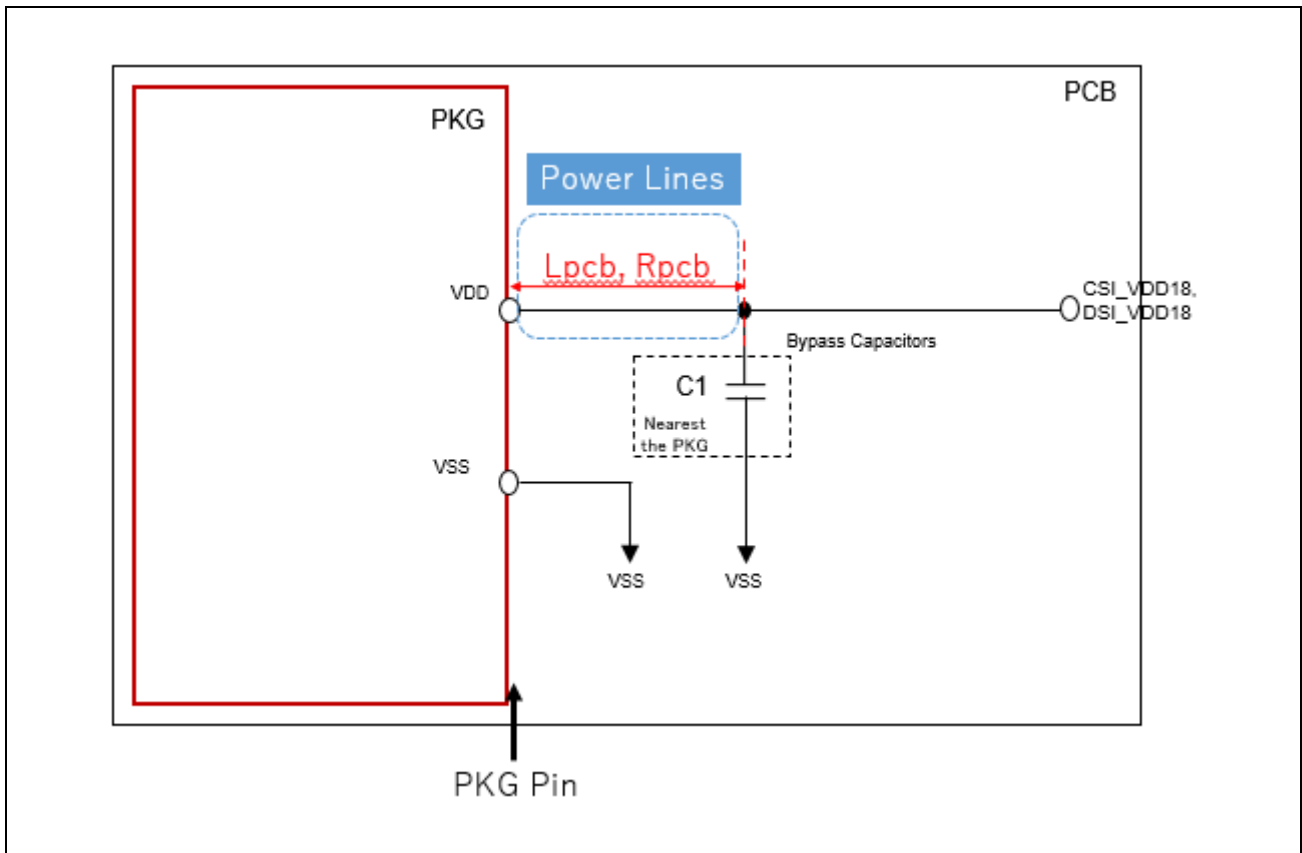 PCB
PKG
Power Lines
Lpcb, Rpcb
VDD
CSI_VDD18,
DSI_VDD18
Bypass Capacitors
C1
Nearest
the PKG
VSS
VSS
VSS
PKG Pin